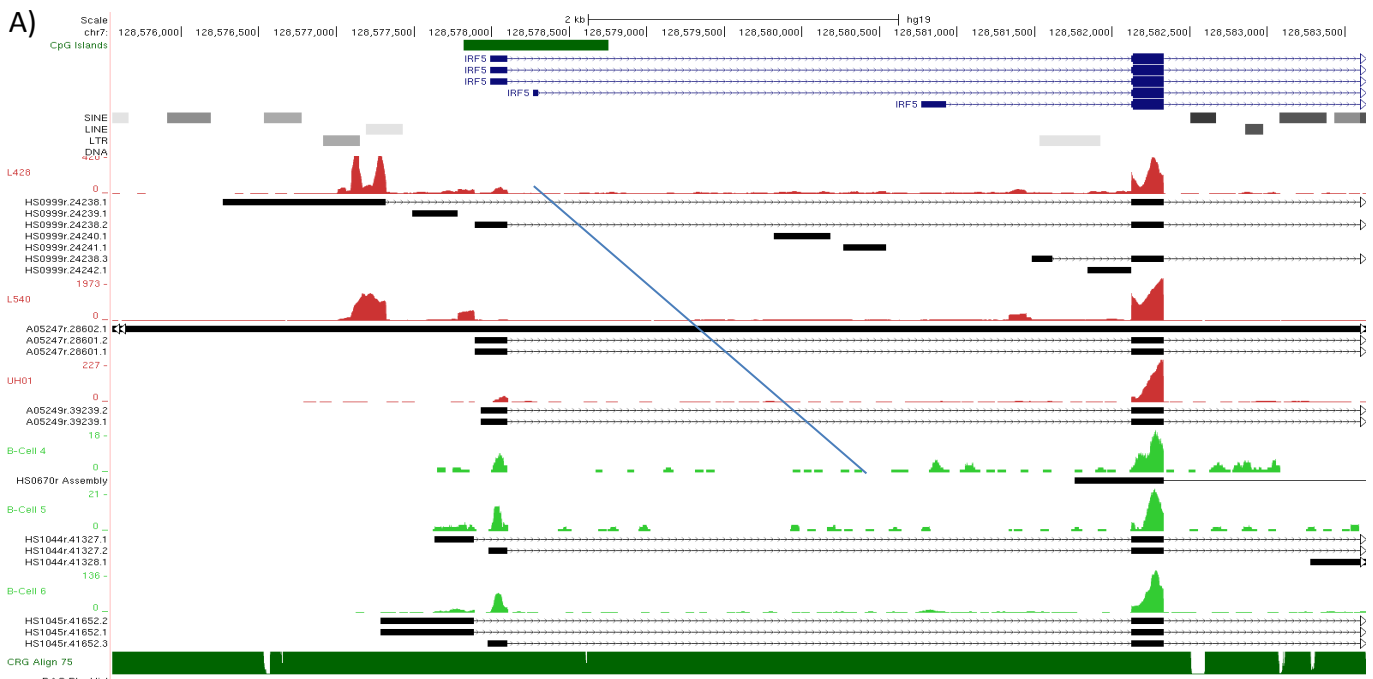 A)
Scale 2 kb hg19
chr7: 128,576,000 128,576,500 128,577,000 128,577,500 128,578,000 128,578,500 128,579,000 128,579,500 128,580,000 128,580,500 128,581,000 128,581,500 128,582,000 128,582,500 128,583,000 128,583,500
CpG Islands
IRF5
IRF5
IRF5
IRF5
IRF5
SINE
LINE
LTR
DNA
420 _
L428
0 _
HS0999r.24238.1
HS0999r.24239.1
HS0999r.24238.2
HS0999r.24240.1
HS0999r.24241.1
HS0999r.24238.3
HS0999r.24242.1
1973 _
L540
0 _
A05247r.28602.1
A05247r.28601.2
A05247r.28601.1
227 _
UH01
0 _
A05249r.39239.2
A05249r.39239.1
18 _
B-Cell 4
0 _
HS0670r Assembly
21 _
B-Cell 5
0 _
HS1044r.41327.1
HS1044r.41327.2
HS1044r.41328.1
136 _
B-Cell 6
0 _
HS1045r.41652.2
HS1045r.41652.1
HS1045r.41652.3
CRG Align 75